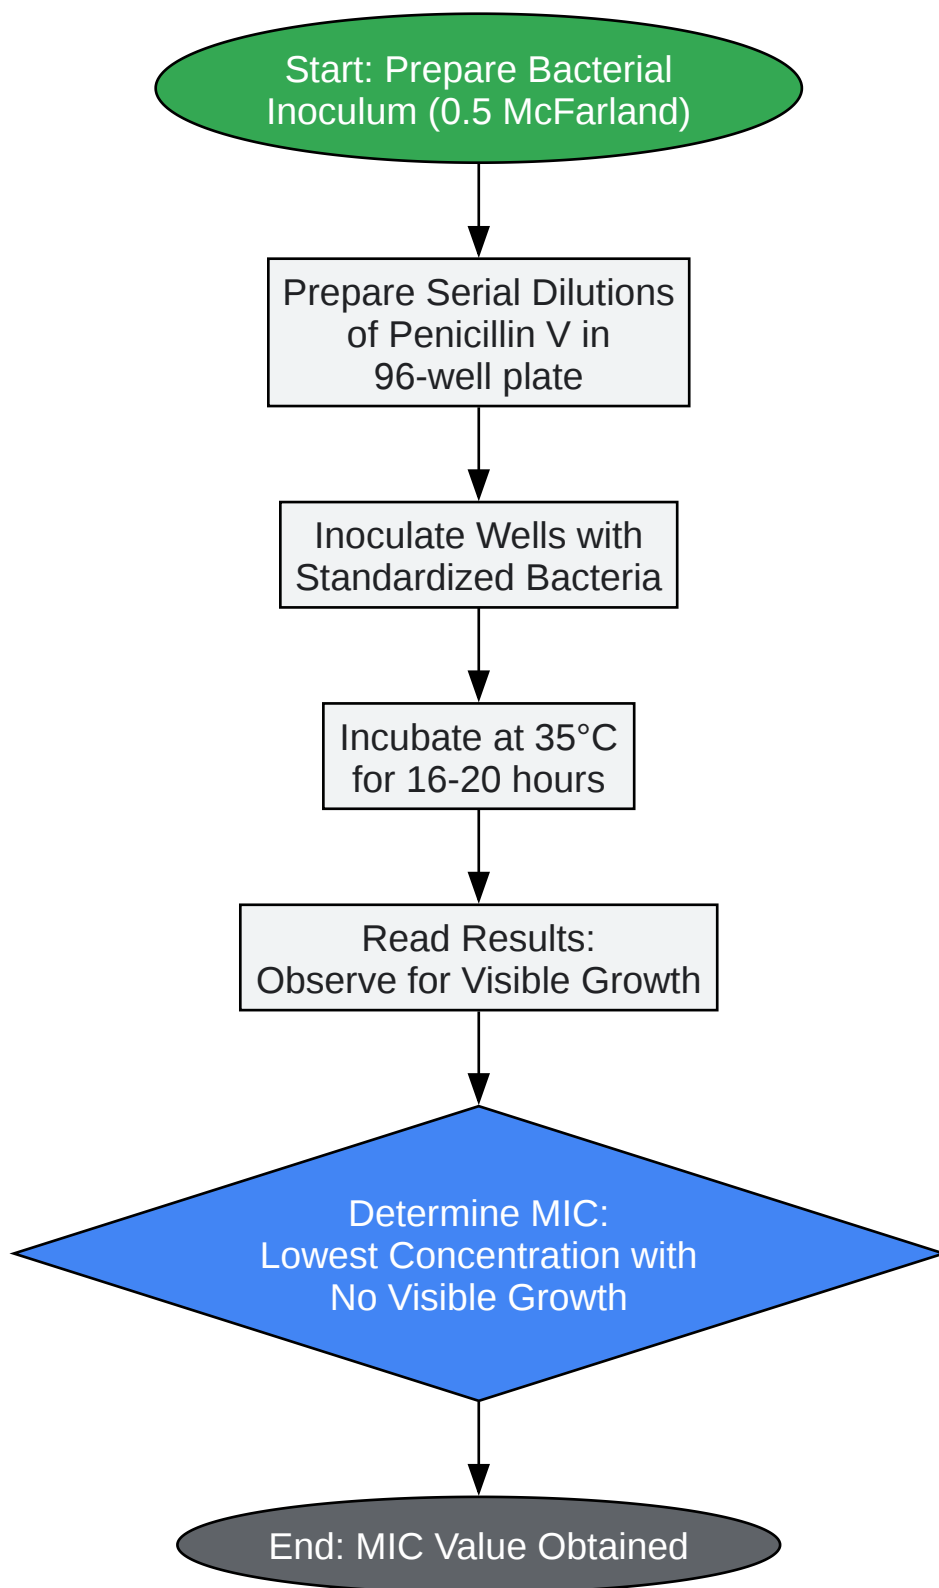 Start: Prepare Bacterial
Inoculum (0.5 McFarland)
Prepare Serial Dilutions
of Penicillin V in
96-well plate
Inoculate Wells with
Standardized Bacteria
Incubate at 35°C
for 16-20 hours
Read Results:
Observe for Visible Growth
Determine MIC:
Lowest Concentration with
No Visible Growth
End: MIC Value Obtained